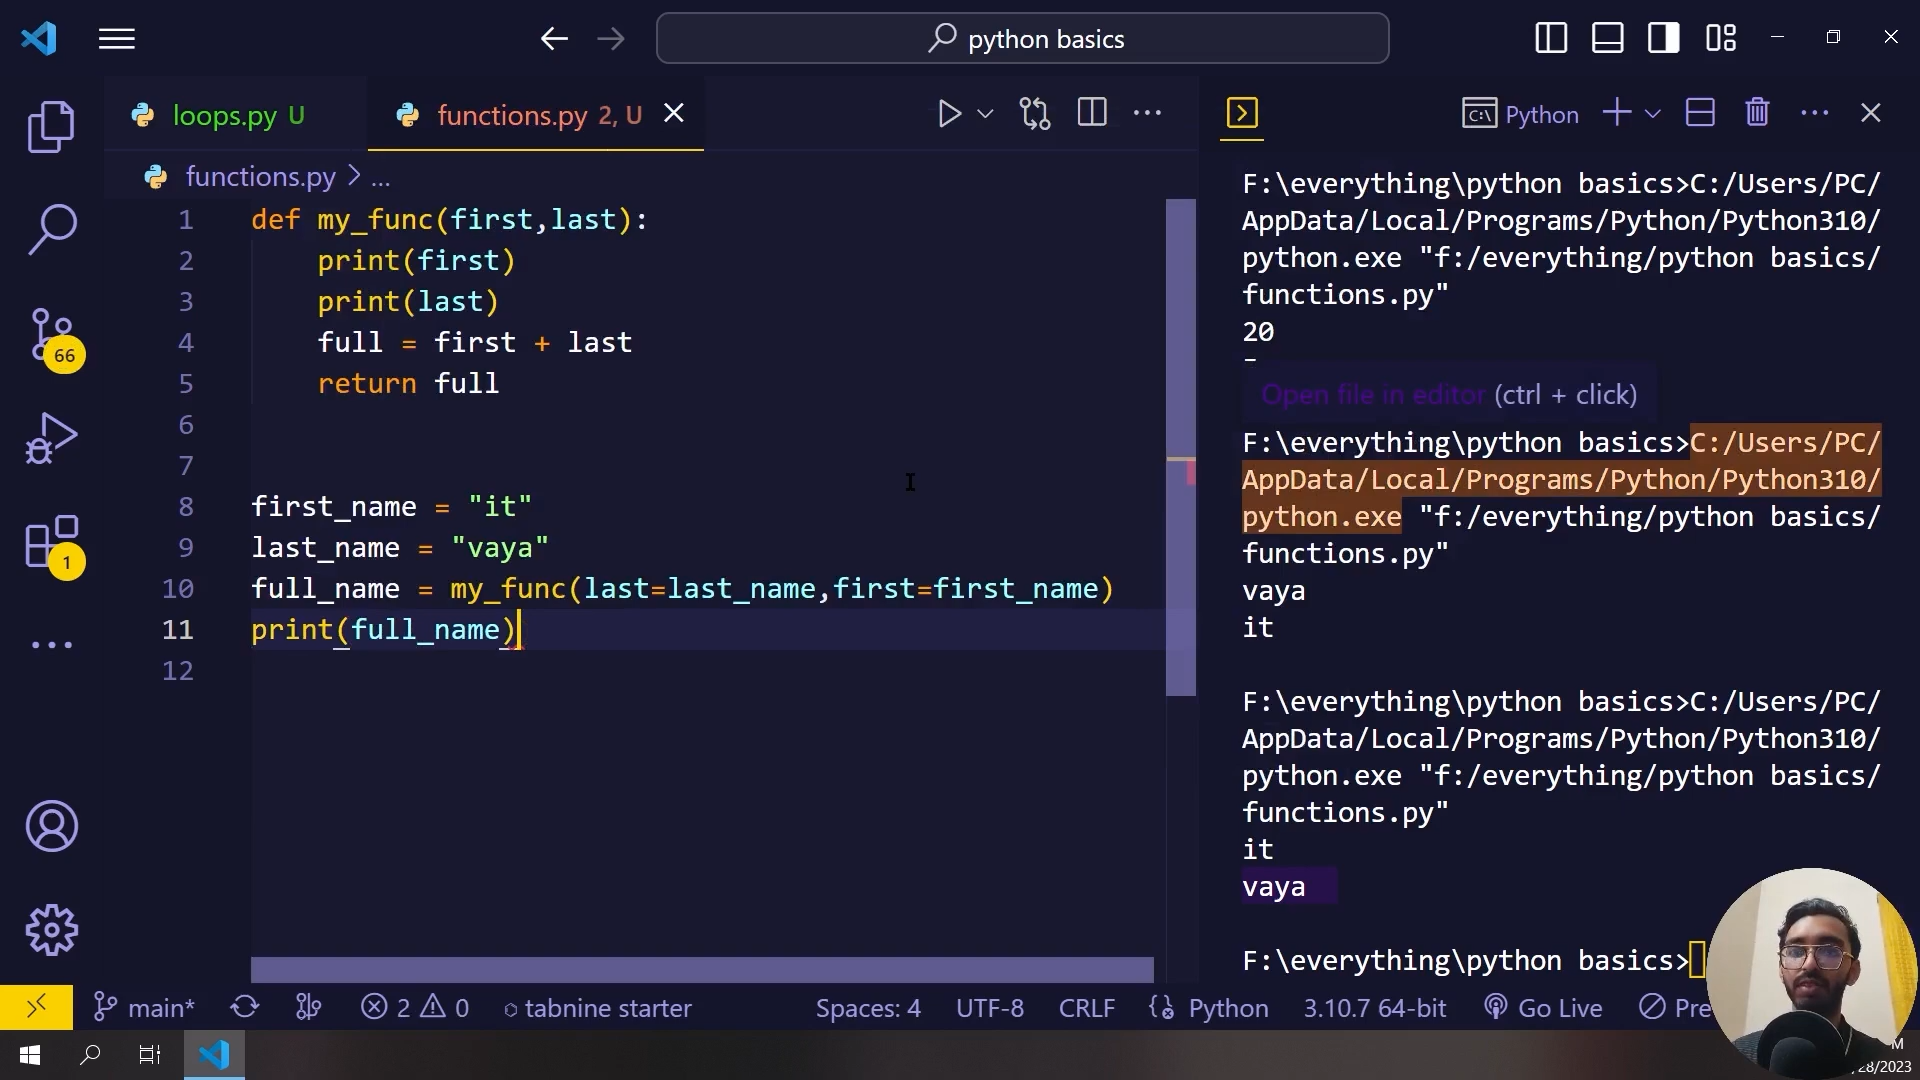 python basics
loops.py U
functions.py 2, U
Python
functions.py > ...
1 def my_func(first,last):
2     print(first)
3     print(last)
4     full = first + last
5     return full
6
7
8 first_name = "it"
9 last_name = "vaya"
10 full_name = my_func(last=last_name,first=first_name)
11 print(full_name)
12
F:\everything\python basics>C:/Users/PC/
AppData/Local/Programs/Python/Python310/
python.exe "f:/everything/python basics/
functions.py"
20
Open file in editor (ctrl + click)
F:\everything\python basics>C:/Users/PC/
AppData/Local/Programs/Python/Python310/
python.exe "f:/everything/python basics/
functions.py"
vaya
it
F:\everything\python basics>C:/Users/PC/
AppData/Local/Programs/Python/Python310/
python.exe "f:/everything/python basics/
functions.py"
it
vaya
F:\everything\python basics>
66
1
main* 2 0 tabnine starter Spaces: 4 UTF-8 CRLF Python 3.10.7 64-bit Go Live Pre
M
/28/2023